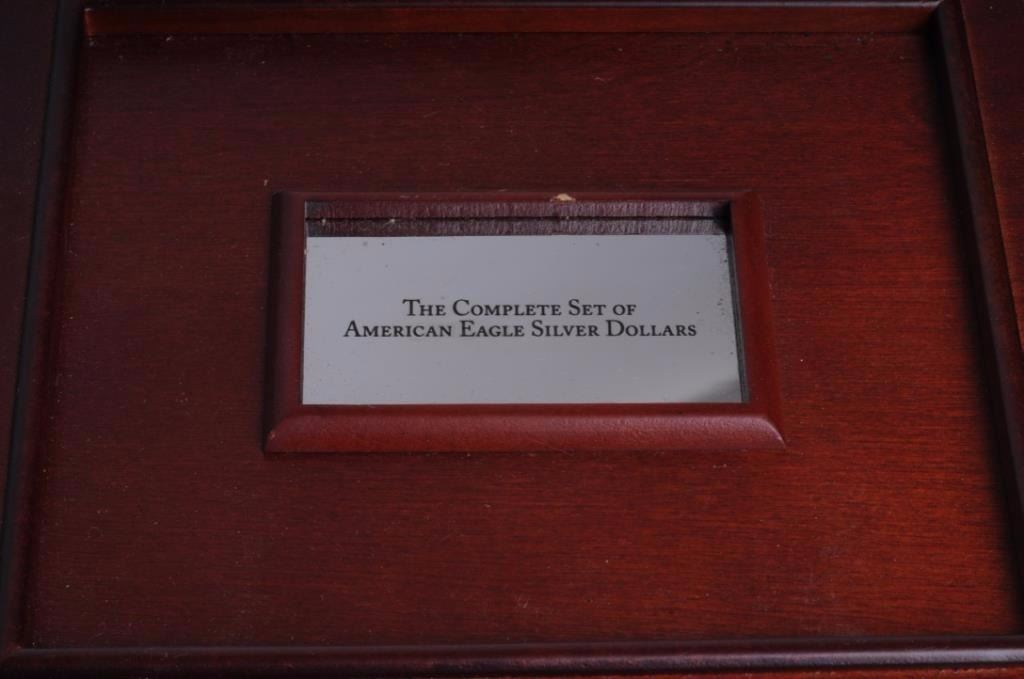 The Complete Set of
American Eagle Silver Dollars